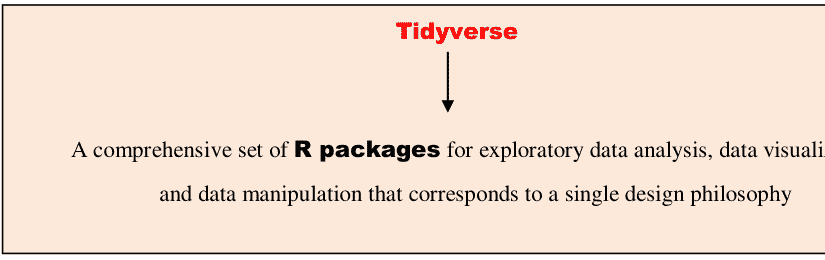 Tidyverse
A comprehensive set of R packages for exploratory data analysis, data visuali
and data manipulation that corresponds to a single design philosophy